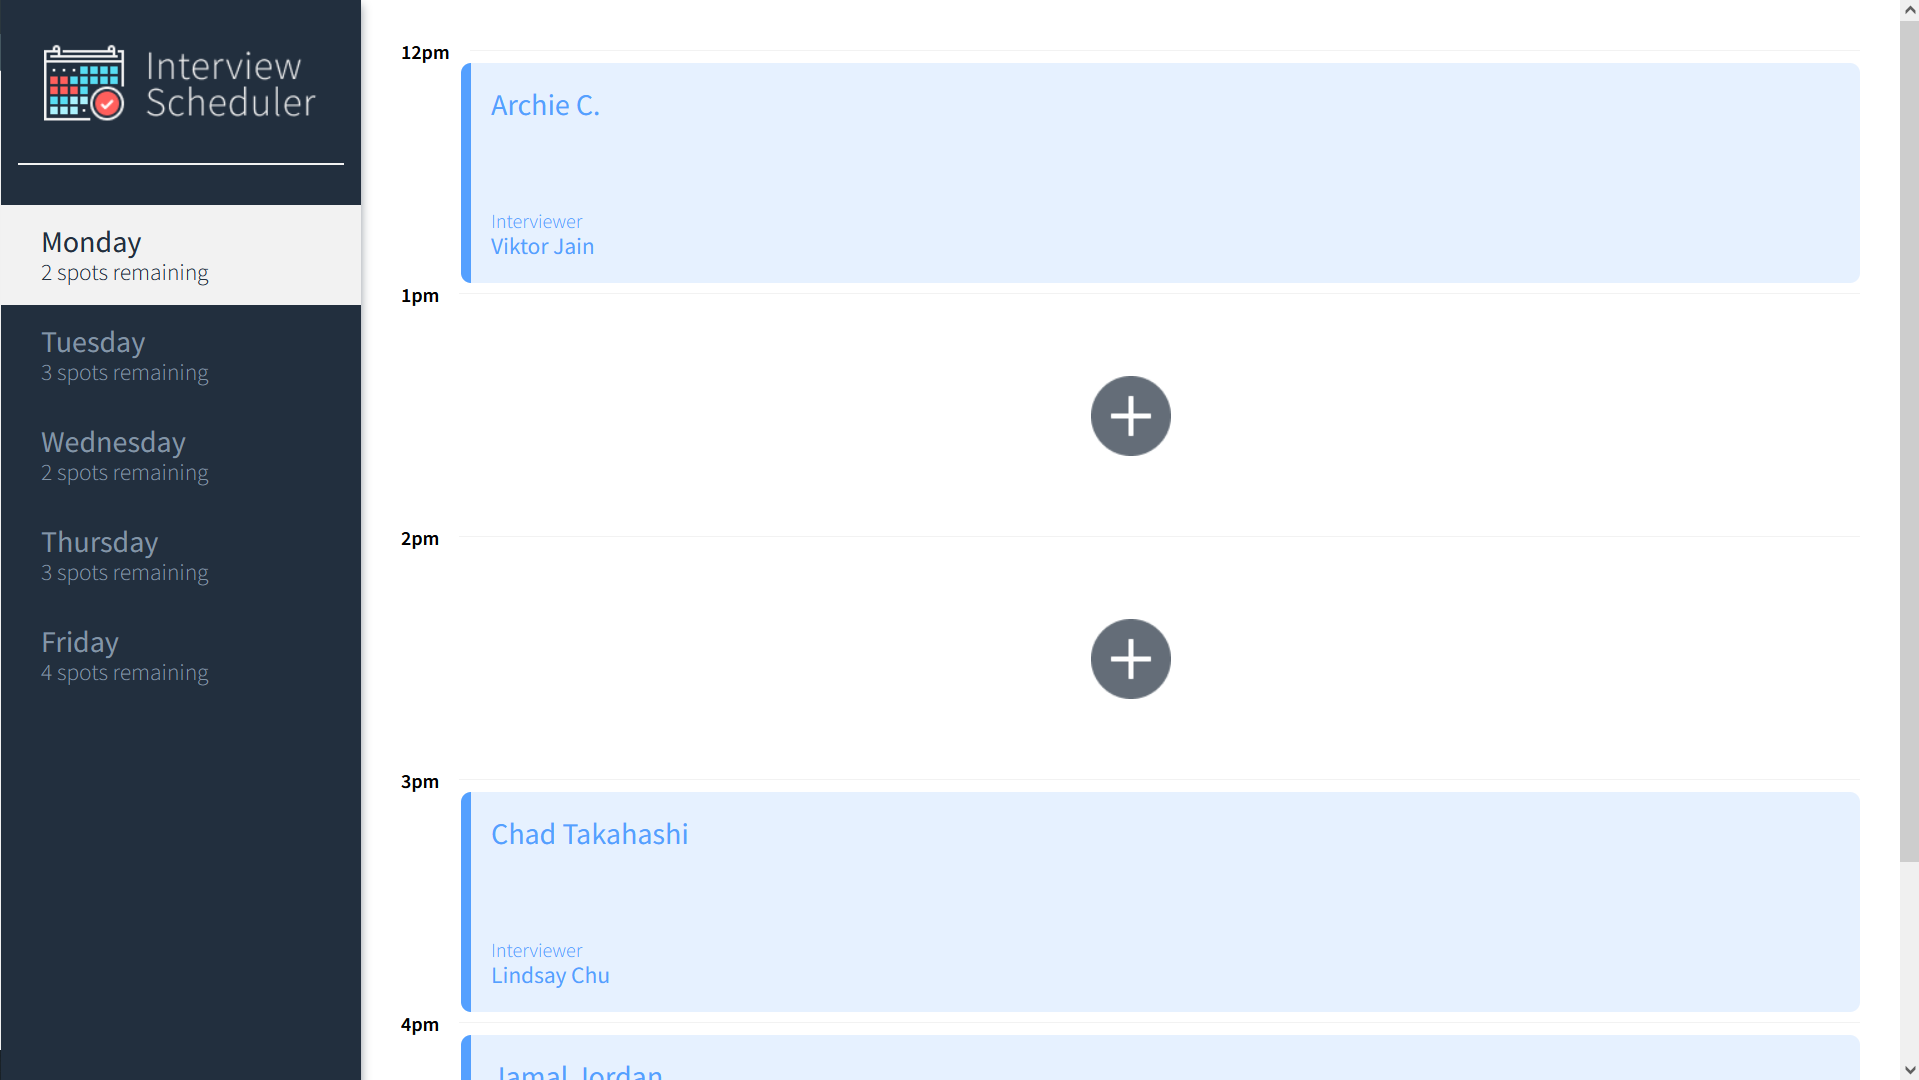 Interview
Scheduler
Monday
2 spots remaining
Tuesday
3 spots remaining
Wednesday
2 spots remaining
Thursday
3 spots remaining
Friday
4 spots remaining
12pm
Archie C.
Interviewer
Viktor Jain
1pm
2pm
3pm
Chad Takahashi
Interviewer
Lindsay Chu
4pm
Jamal Jordan